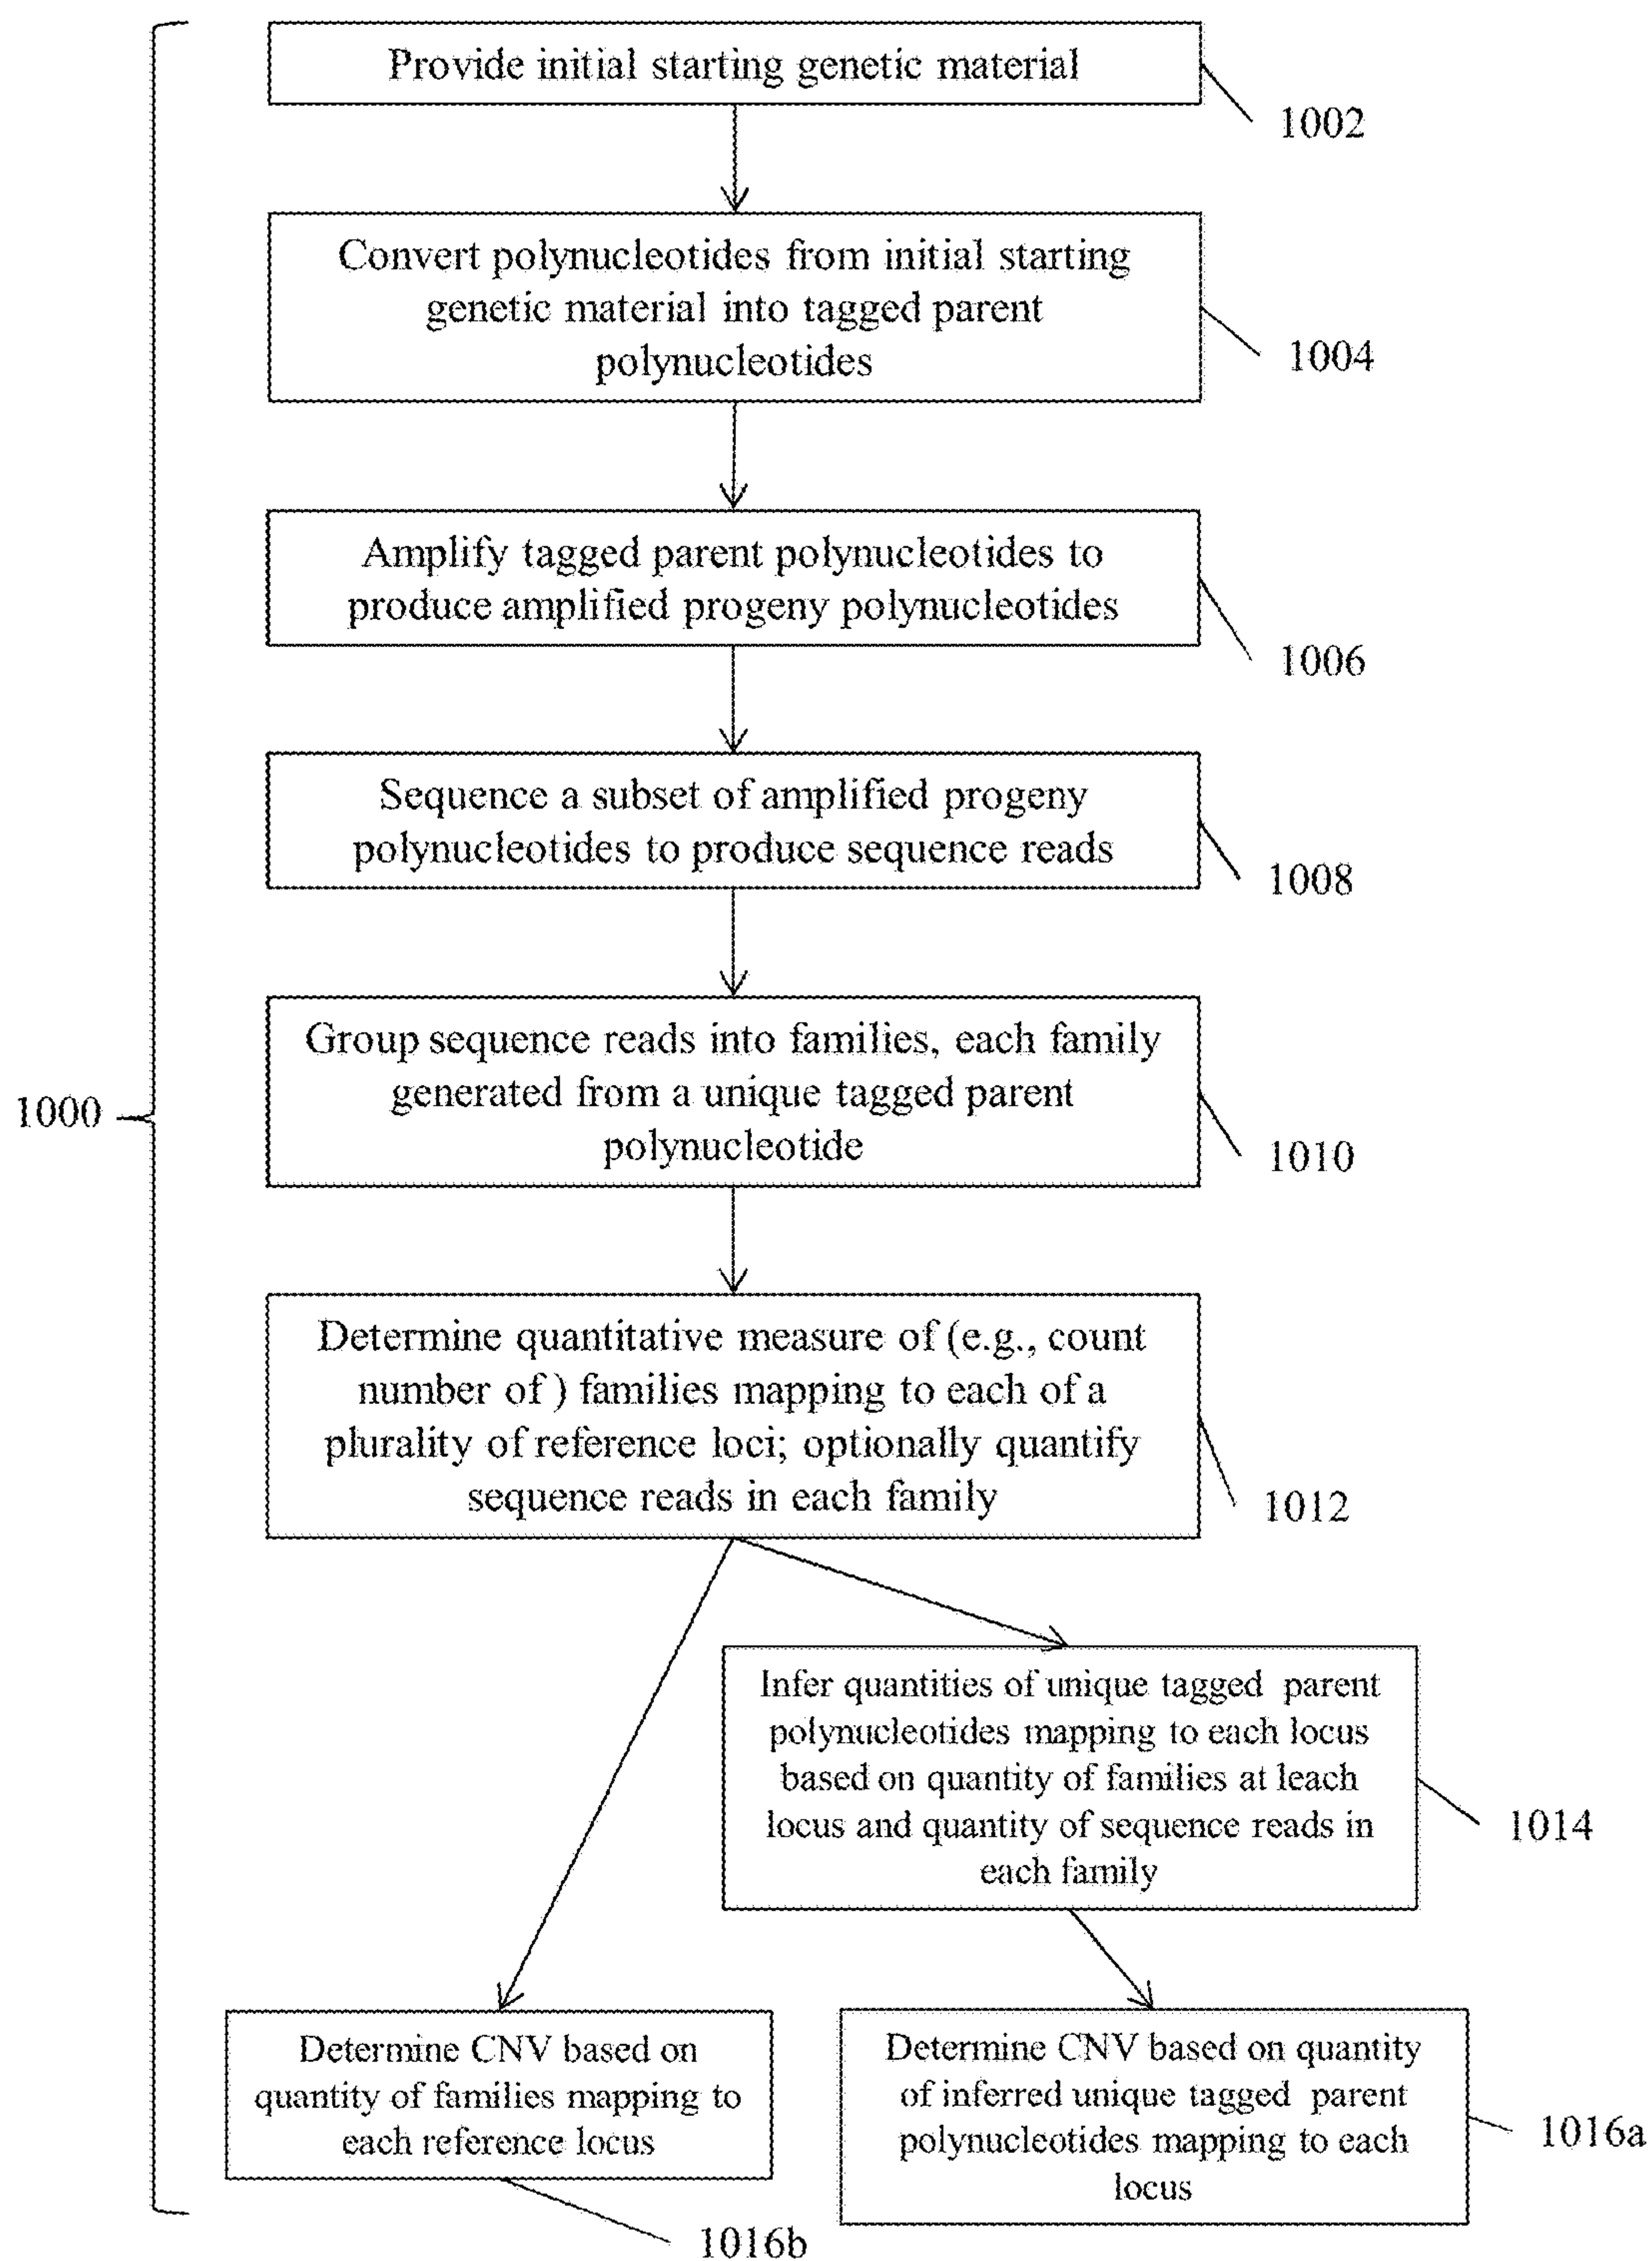 Provide initial starting genetic material
1002
Convert polynucleotides from initial starting
genetic material into tagged parent
polynucleotides
1004
Amplify tagged parent polynucleotides to
produce amplified progeny polynucleotides
1006
Sequence a subset of amplified progeny
polynucleotides to produce sequence reads
1008
Group sequence reads into families, each family
generated from a unique tagged parent
polynucleotide
1010
1000
Determine quantitative measure of (e.g., count
number of ) families mapping to each of a
plurality of reference loci; optionally quantify
sequence reads in each family
1012
Infer quantities of unique tagged parent
polynucleotides mapping to each locus
based on quantity of families at leach
locus and quantity of sequence reads in
each family
1014
Determine CNV based on
quantity of families mapping to
each reference locus
1016b
Determine CNV based on quantity
of inferred unique tagged parent
polynucleotides mapping to each
locus
1016a